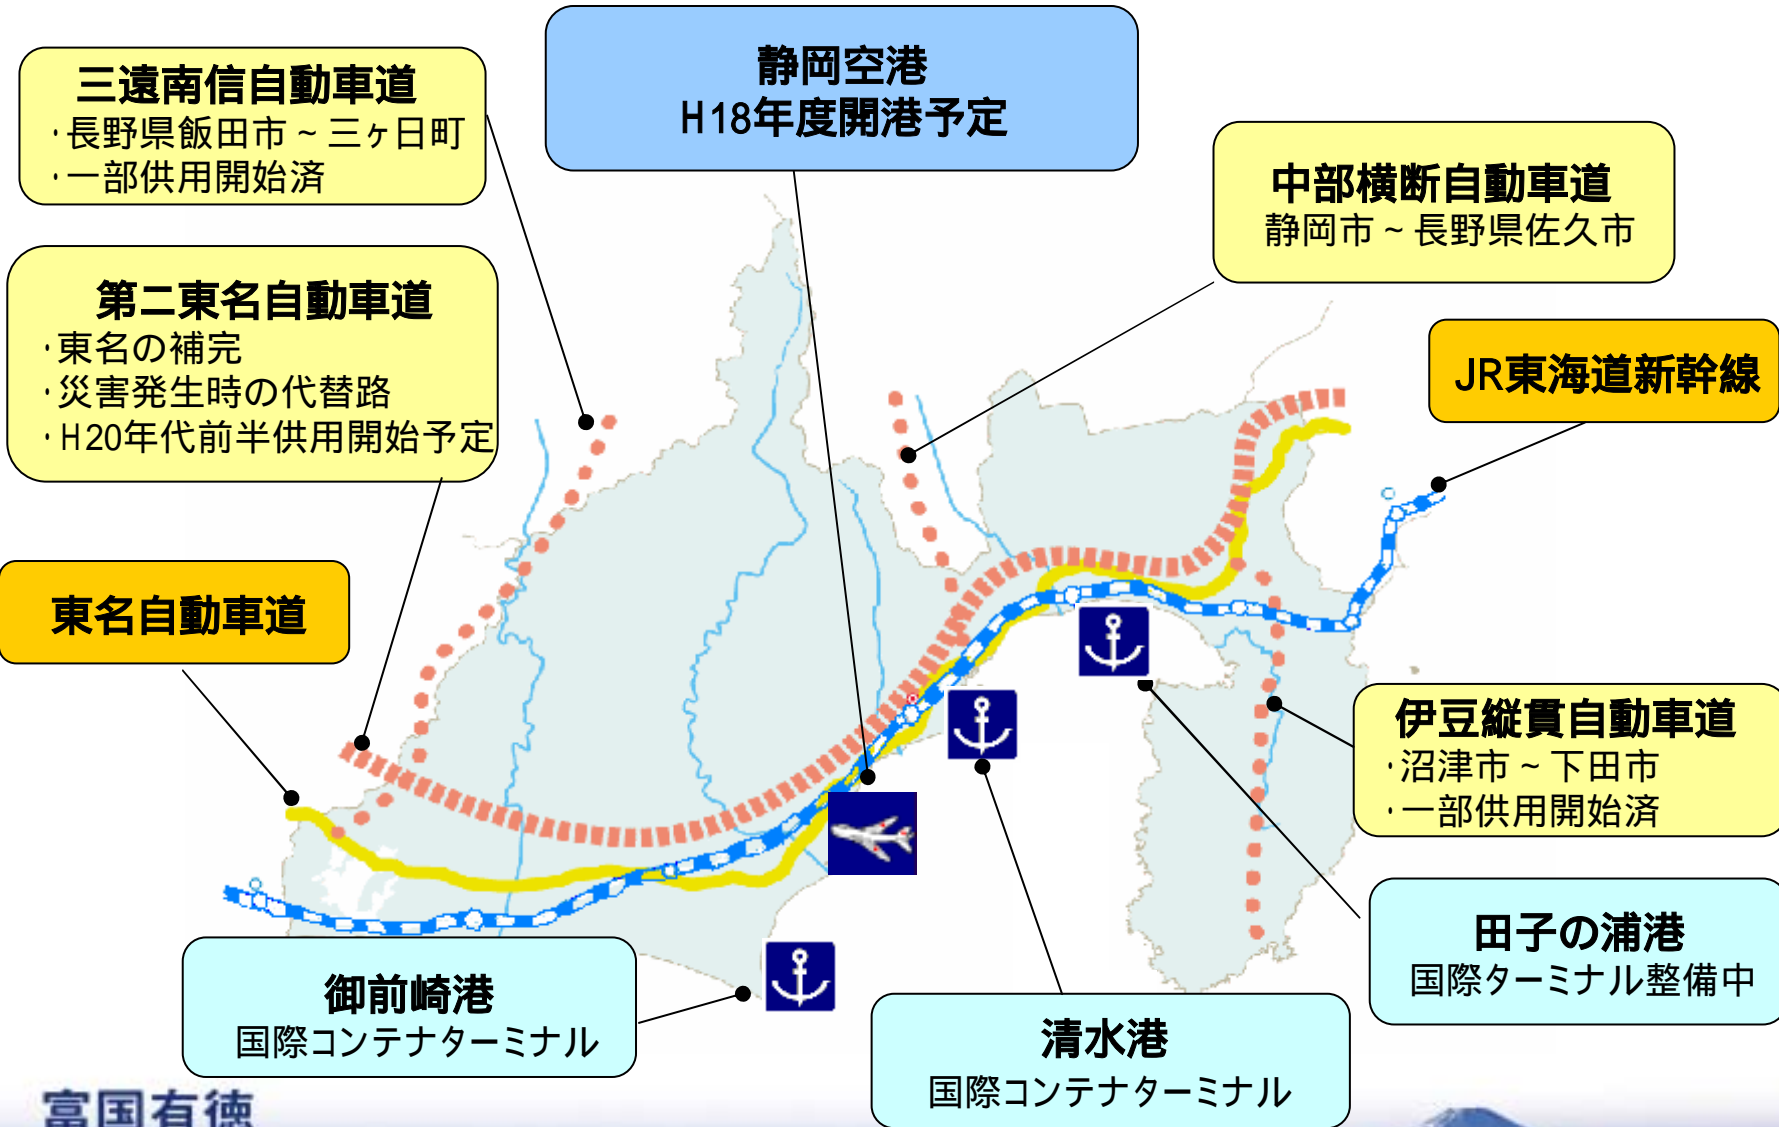 静岡空港
H18年度開港予定
三遠南信自動車道
・長野県飯田市~三ヶ日町
・一部供用開始済
中部横断自動車道
静岡市~長野県佐久市
第二東名自動車道
・東名の補完
・災害発生時の代替路
・H20年代前半供用開始予定
JR東海道新幹線
東名自動車道
伊豆縦貫自動車道
・沼津市~下田市
・一部供用開始済
田子の浦港
国際ターミナル整備中
御前崎港
国際コンテナターミナル
清水港
国際コンテナターミナル
富国有徳